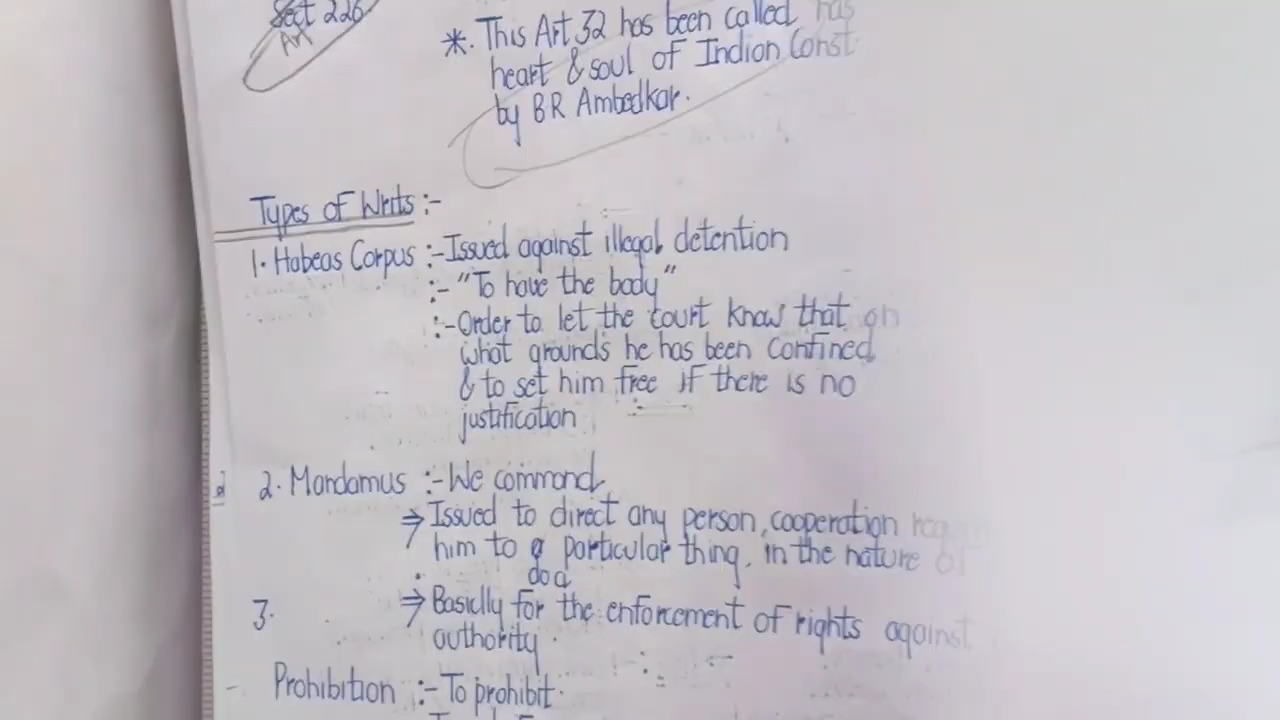 Sect 226
Art
*. This Art 32 has been called has
heart & soul of Indian Const
by BR Ambedkar.
Types of Writs :-
1. Habeas Corpus :- Issued against illegal detention
:- "To have the body"
:- Order to let the court know that on
what grounds he has been confined
& to set him free if there is no
justification
2. Mandamus :- We command
⇒ Issued to direct any person, cooperation
him to a particular thing, in the nature of
do a
3.
⇒ Basiclly for the enforcement of rights against
authority
Prohibition :- To prohibit.